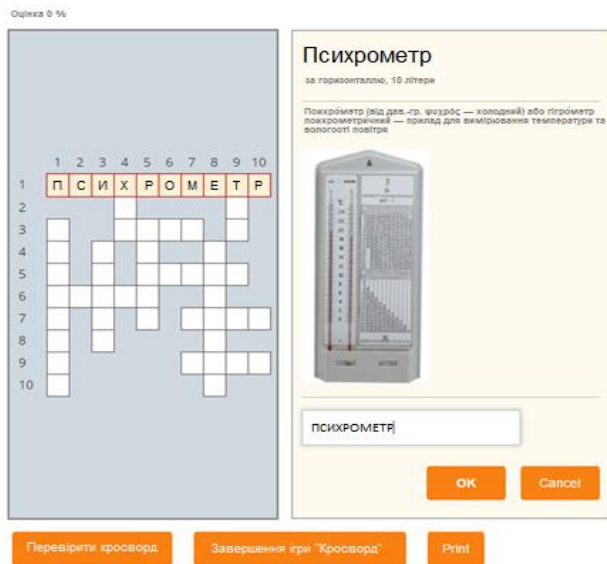 Оцінка 0 %
Психрометр
за горизонталлю, 10 літери
Психро́метр (від дав.-гр. ψυχρός — холодний) або гігро́метр
психрометричний — прилад для вимірювання температури та
вологості повітря
1 2 3 4 5 6 7 8 9 10
1 П С И Х Р О М Е Т Р
2
3
4
5
6
7
8
9
10
ПСИХРОМЕТР
OK Cancel
Перевірити кросворд Завершення ігри "Кросворд" Print